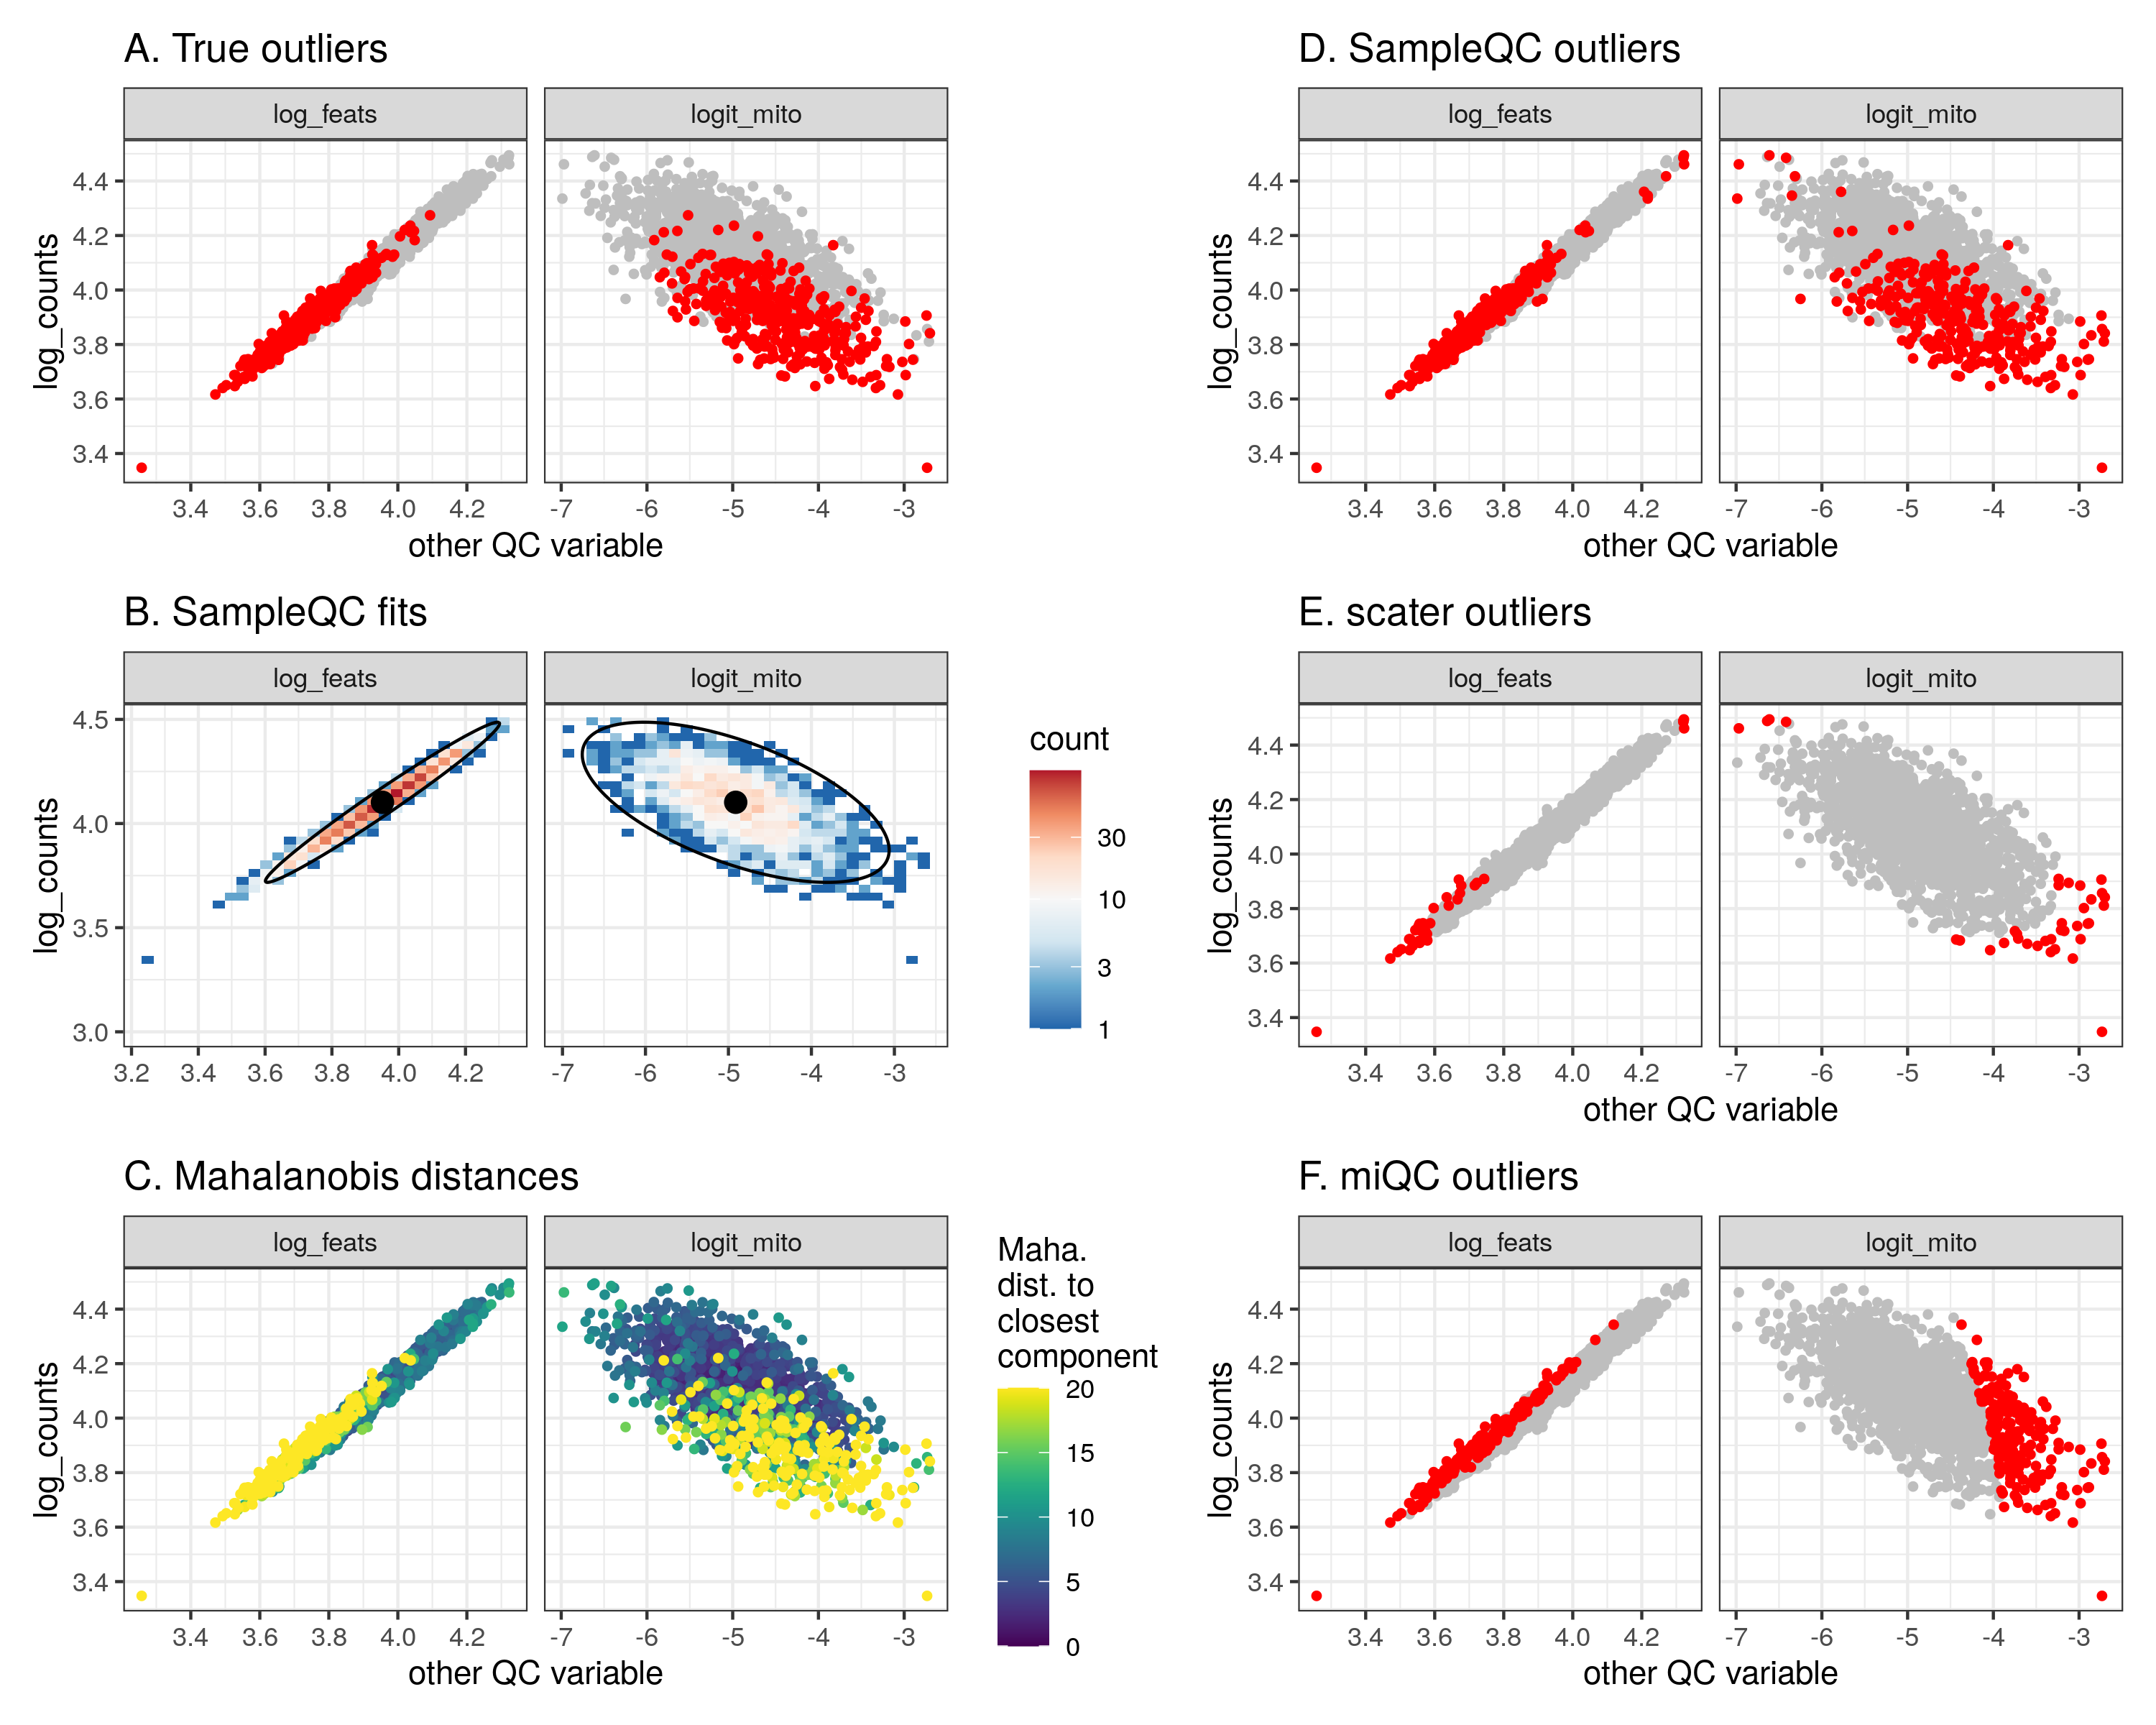 A. True outliers
log_feats
logit_mito
log_counts
4.4
4.2
4.0
3.8
3.6
3.4
3.4 3.6 3.8 4.0 4.2
-7 -6 -5 -4 -3
other QC variable
B. SampleQC fits
log_feats
logit_mito
log_counts
4.5
4.0
3.5
3.0
3.2 3.4 3.6 3.8 4.0 4.2
-7 -6 -5 -4 -3
count
30
10
3
1
C. Mahalanobis distances
log_feats
logit_mito
log_counts
4.4
4.2
4.0
3.8
3.6
3.4
3.4 3.6 3.8 4.0 4.2
-7 -6 -5 -4 -3
other QC variable
Maha.
dist. to
closest
component
20
15
10
5
0
D. SampleQC outliers
log_feats
logit_mito
log_counts
4.4
4.2
4.0
3.8
3.6
3.4
3.4 3.6 3.8 4.0 4.2
-7 -6 -5 -4 -3
other QC variable
E. scater outliers
log_feats
logit_mito
log_counts
4.4
4.2
4.0
3.8
3.6
3.4
3.4 3.6 3.8 4.0 4.2
-7 -6 -5 -4 -3
other QC variable
F. miQC outliers
log_feats
logit_mito
log_counts
4.4
4.2
4.0
3.8
3.6
3.4
3.4 3.6 3.8 4.0 4.2
-7 -6 -5 -4 -3
other QC variable